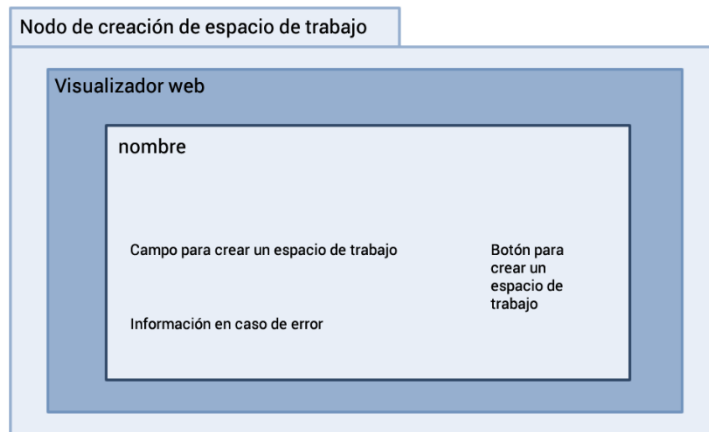 Nodo de creación de espacio de trabajo
Visualizador web
nombre
Campo para crear un espacio de trabajo
Botón para
crear un
espacio de
trabajo
Información en caso de error